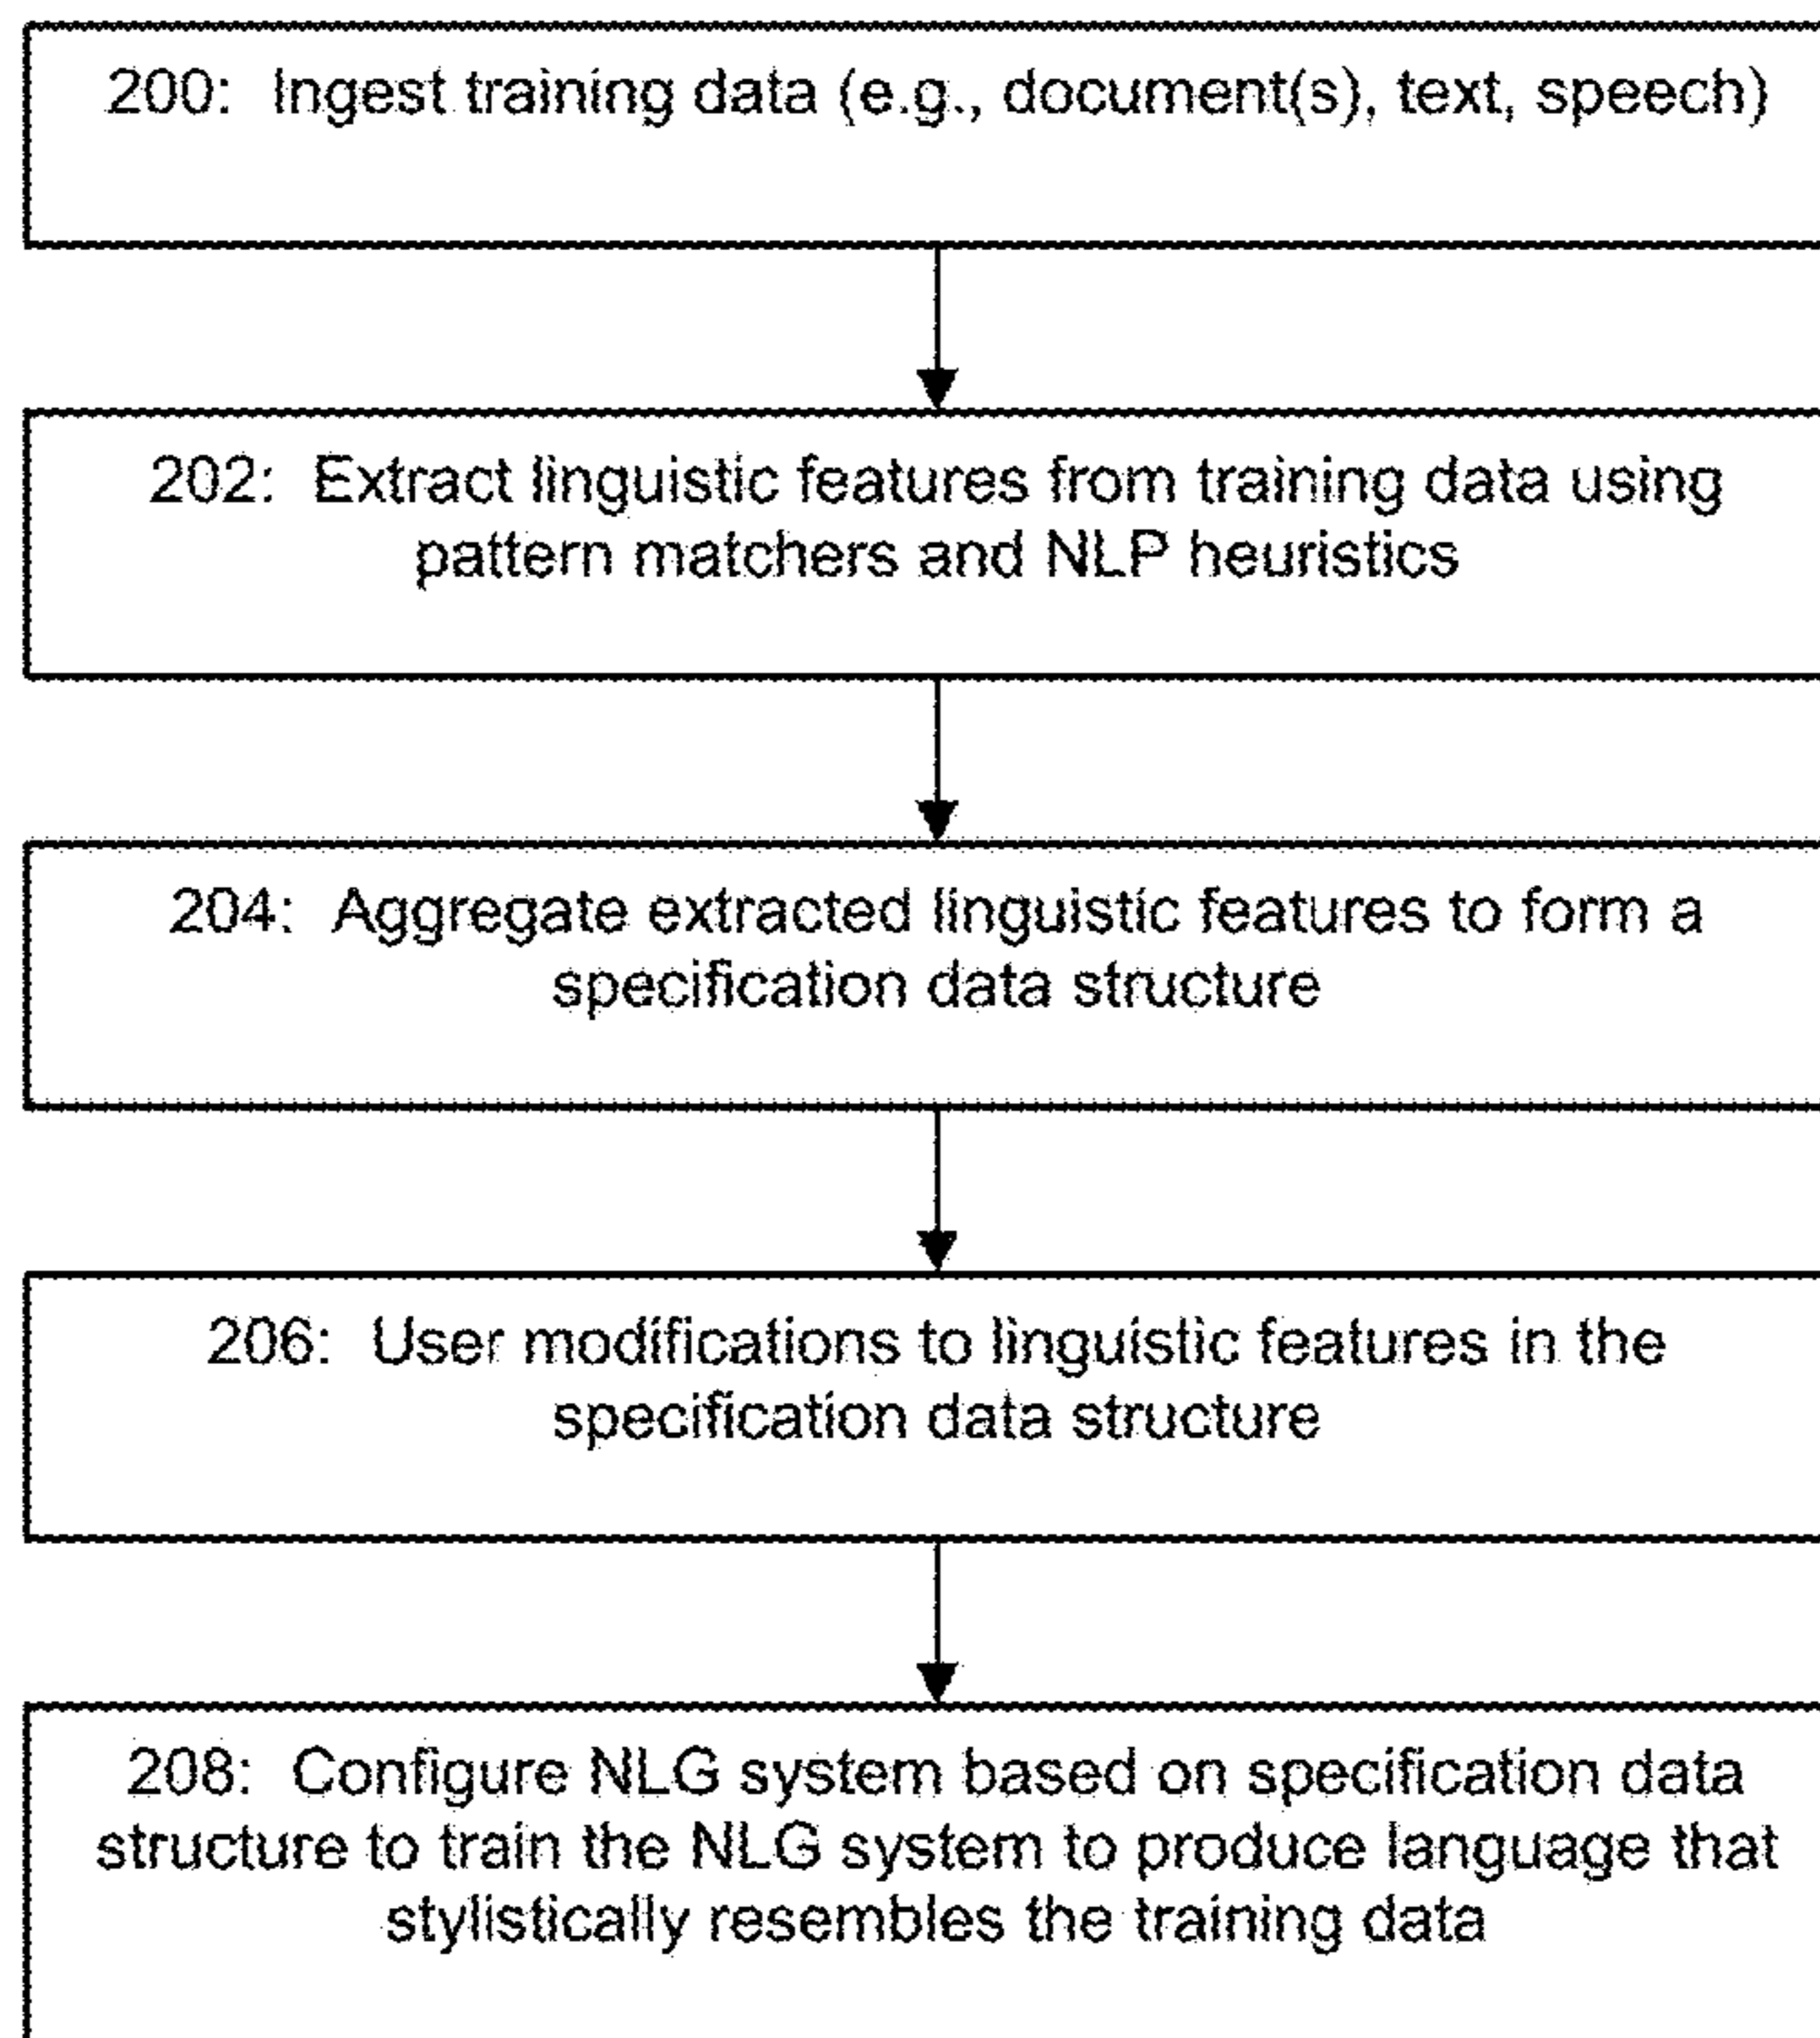 200: Ingest training data (e.g., document(s), text, speech)
202: Extract linguistic features from training data using
pattern matchers and NLP heuristics
204: Aggregate extracted linguistic features to form a
specification data structure
206: User modifications to linguistic features in the
specification data structure
208: Configure NLG system based on specification data
structure to train the NLG system to produce language that
stylistically resembles the training data